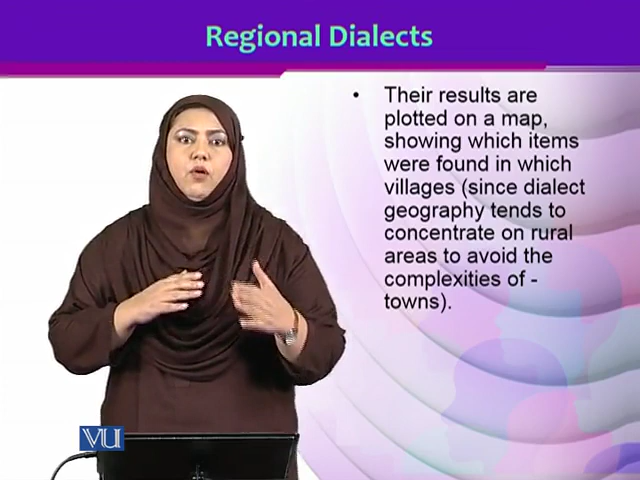 Regional Dialects
• Their results are
plotted on a map,
showing which items
were found in which
villages (since dialect
geography tends to
concentrate on rural
areas to avoid the
complexities of -
towns).
VU